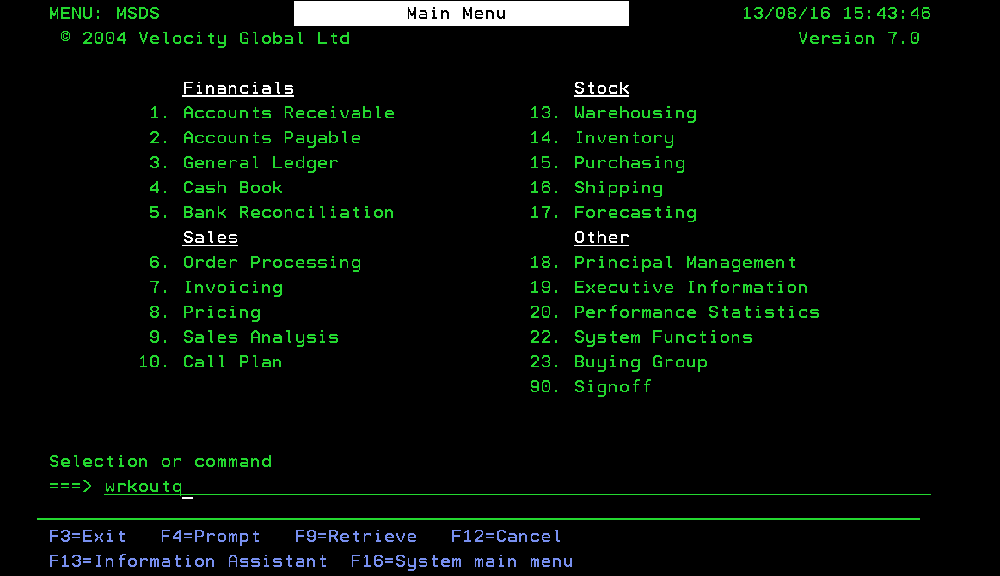 MENU: MSDS Main Menu 13/08/16 15:43:46
© 2004 Velocity Global Ltd Version 7.0
Financials Stock
1. Accounts Receivable 13. Warehousing
2. Accounts Payable 14. Inventory
3. General Ledger 15. Purchasing
4. Cash Book 16. Shipping
5. Bank Reconciliation 17. Forecasting
Sales Other
6. Order Processing 18. Principal Management
7. Invoicing 19. Executive Information
8. Pricing 20. Performance Statistics
9. Sales Analysis 22. System Functions
10. Call Plan 23. Buying Group
90. Signoff
Selection or command
===> wrkoutq_
F3=Exit F4=Prompt F9=Retrieve F12=Cancel
F13=Information Assistant F16=System main menu